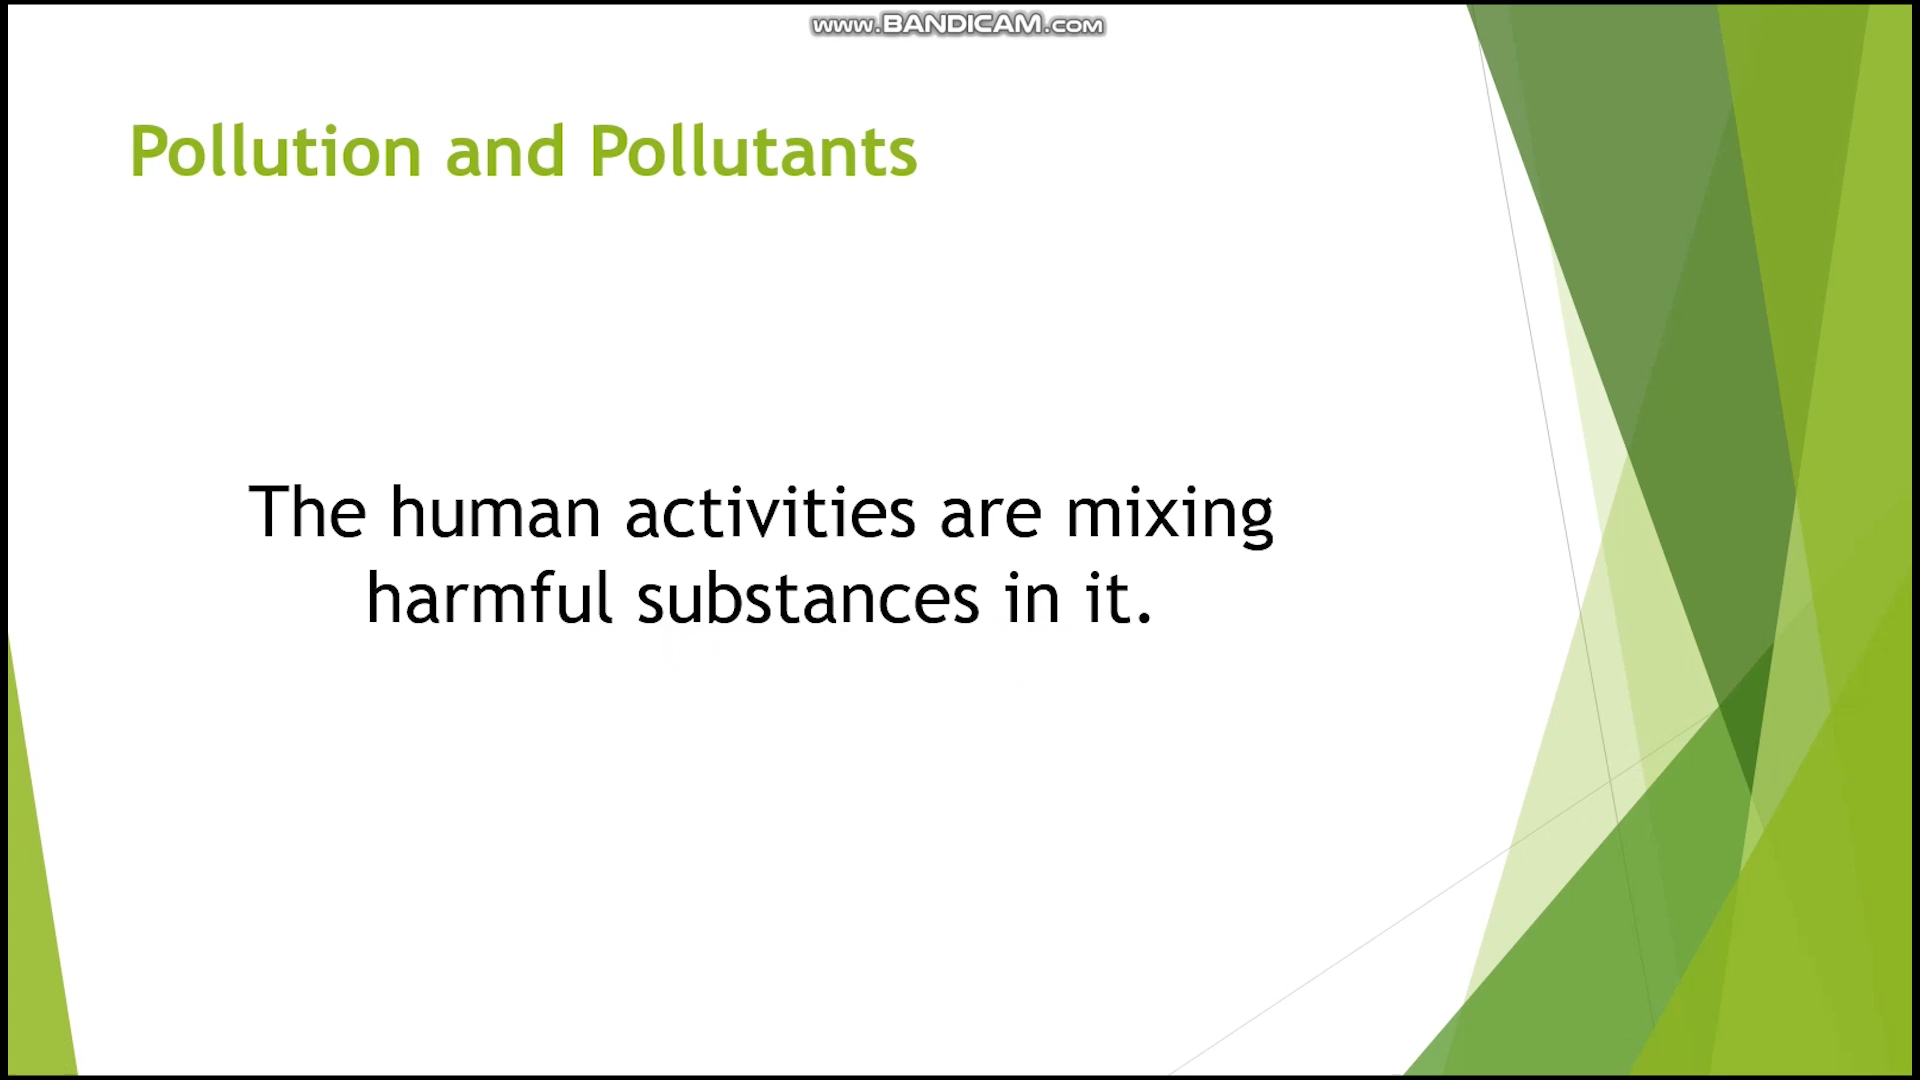 www.BANDICAM.com
Pollution and Pollutants
The human activities are mixing
harmful substances in it.